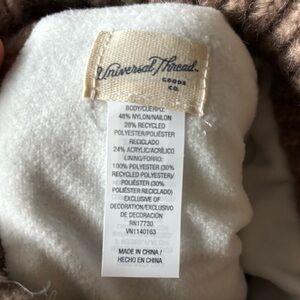 Universal Thread
GOODS
CO.
BODY/CUERPO:
48% NYLON/NAILON
28% RECYCLED
POLYESTER/POLIÉSTER
RECICLADO
24% ACRYLIC/ACRÍLICO
LINING/FORRO:
100% POLYESTER (30%
RECYCLED POLYESTER/
POLIÉSTER (30%
POLIÉSTER RECICLADO)
EXCLUSIVE OF
DECORATION/EXCLUSIVO
DE DECORACIÓN
RN17730
VN1140163
MADE IN CHINA /
HECHO EN CHINA